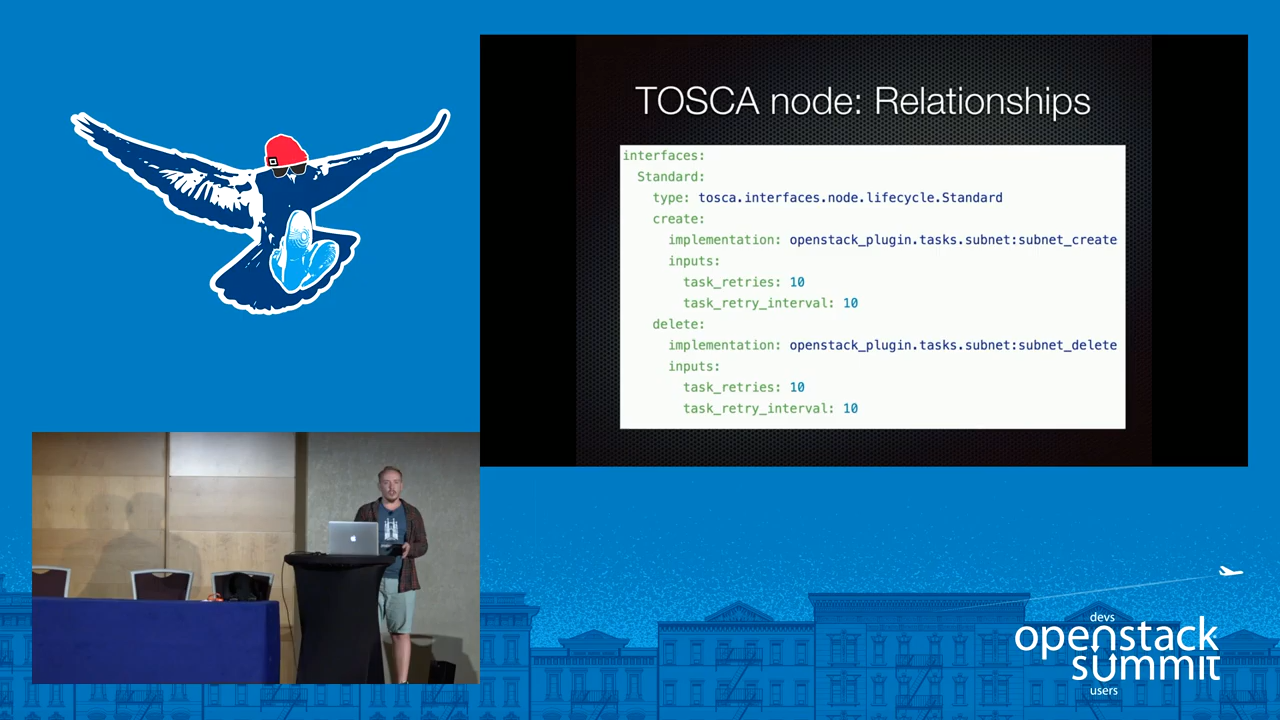 TOSCA node: Relationships
interfaces:
Standard:
type: tosca.interfaces.node.lifecycle.Standard
create:
implementation: openstack_plugin.tasks.subnet:subnet_create
inputs:
task_retries: 10
task_retry_interval: 10
delete:
implementation: openstack_plugin.tasks.subnet:subnet_delete
inputs:
task_retries: 10
task_retry_interval: 10
devs
openstack
summit
users